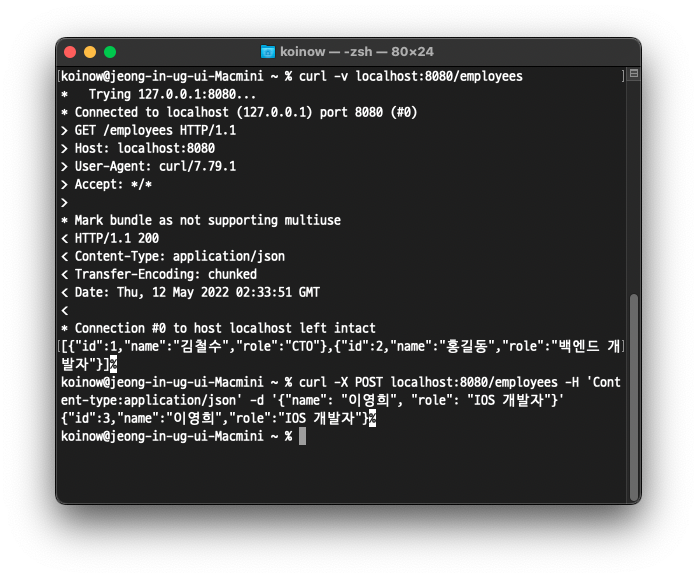 koinow — -zsh — 80×24
[koinow@jeong-in-ug-ui-Macmini ~ % curl -v localhost:8080/employees ]
*   Trying 127.0.0.1:8080...
* Connected to localhost (127.0.0.1) port 8080 (#0)
> GET /employees HTTP/1.1
> Host: localhost:8080
> User-Agent: curl/7.79.1
> Accept: */*
>
* Mark bundle as not supporting multiuse
< HTTP/1.1 200
< Content-Type: application/json
< Transfer-Encoding: chunked
< Date: Thu, 12 May 2022 02:33:51 GMT
<
* Connection #0 to host localhost left intact
[[{"id":1,"name":"김철수","role":"CTO"},{"id":2,"name":"홍길동","role":"백엔드 개]
발자"}]%
koinow@jeong-in-ug-ui-Macmini ~ % curl -X POST localhost:8080/employees -H 'Cont
ent-type:application/json' -d '{"name": "이영희", "role": "IOS 개발자"}'
{"id":3,"name":"이영희","role":"IOS 개발자"}%
koinow@jeong-in-ug-ui-Macmini ~ %